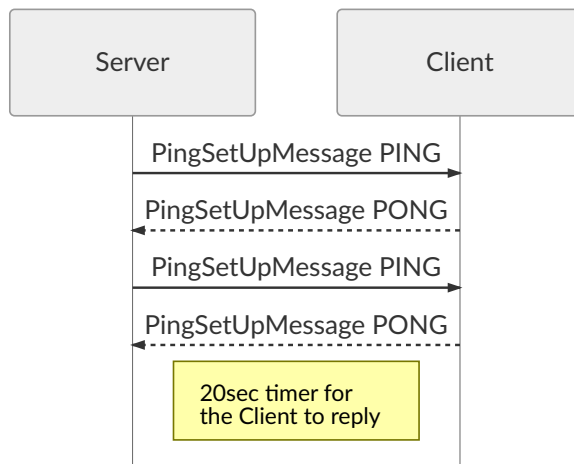 Server
Client
PingSetUpMessage PING
PingSetUpMessage PONG
PingSetUpMessage PING
PingSetUpMessage PONG
20sec timer for
the Client to reply